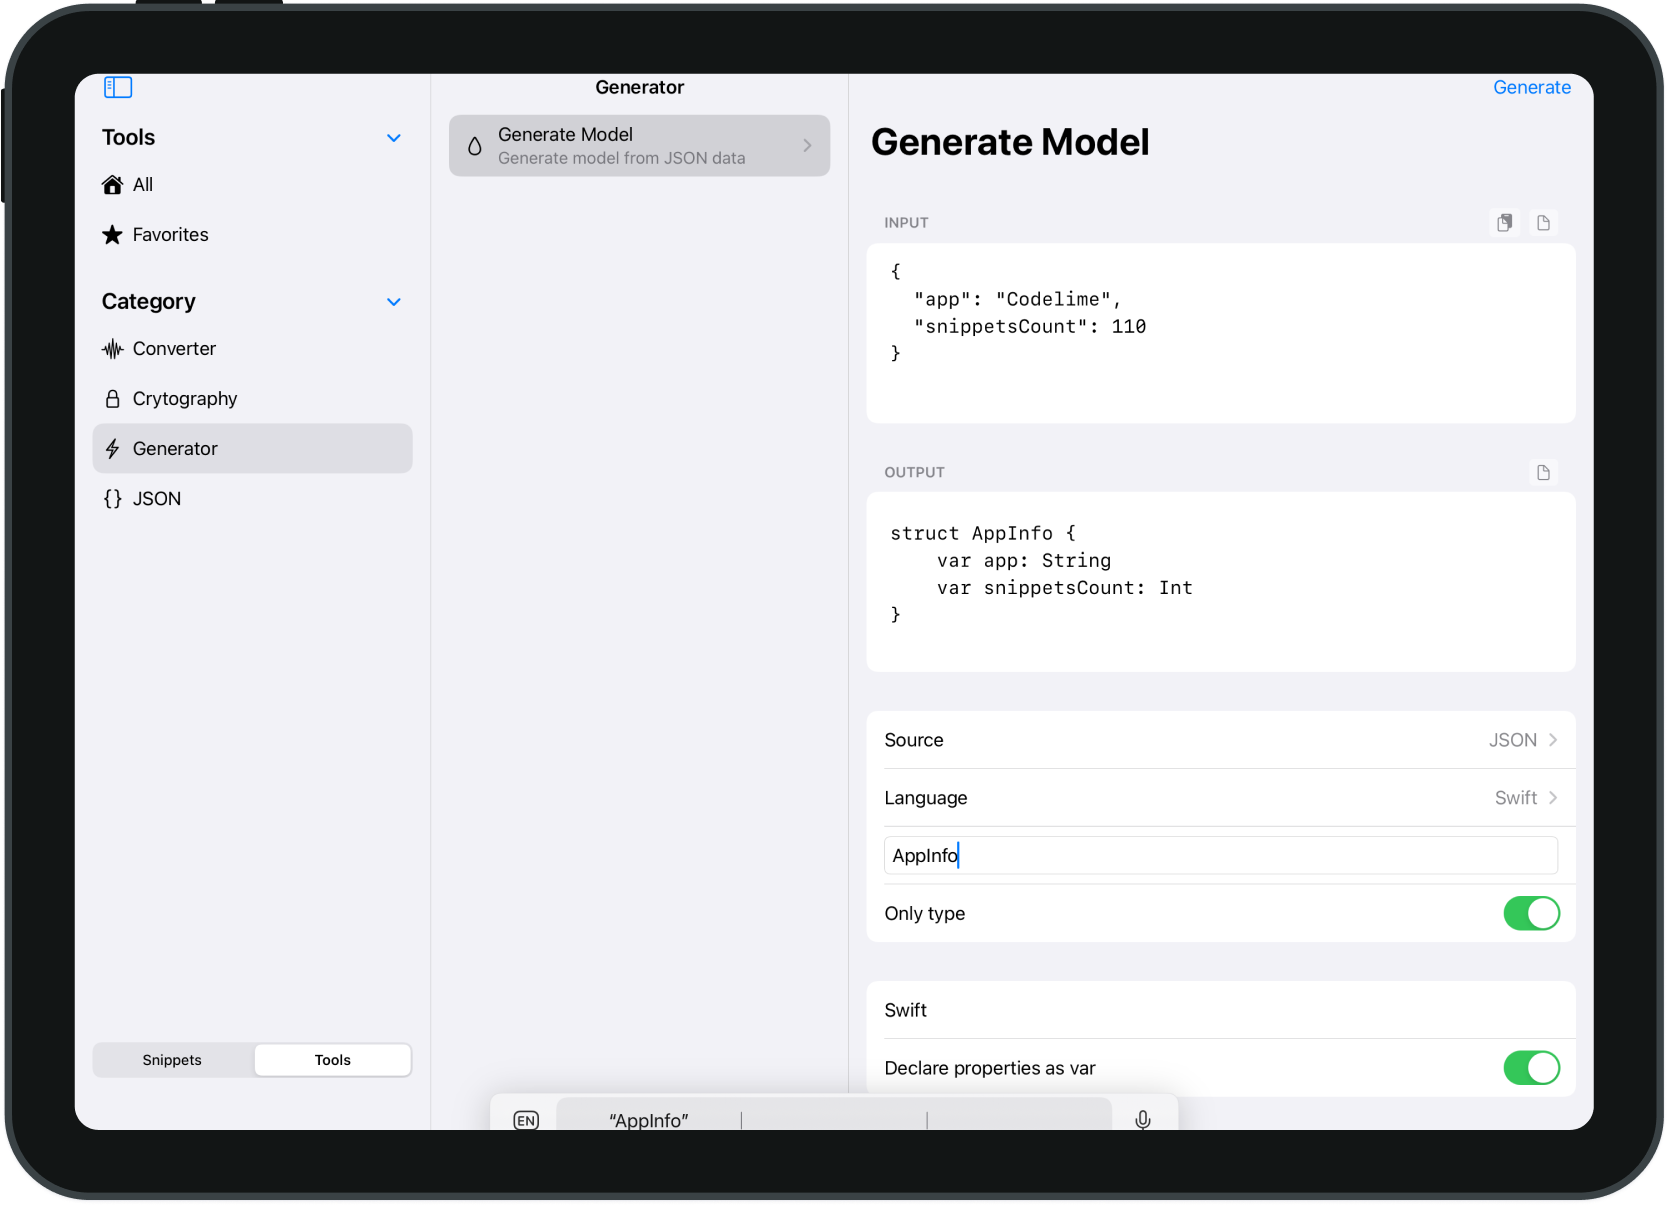 Tools
All
Favorites
Category
Converter
Crytography
Generator
JSON
Snippets
Tools
Generator
Generate Model
Generate model from JSON data
Generate
Generate Model
INPUT
{
  "app": "Codelime",
  "snippetsCount": 110
}
OUTPUT
struct AppInfo {
    var app: String
    var snippetsCount: Int
}
Source JSON
Language Swift
AppInfo
Only type
Swift
Declare properties as var
EN “AppInfo”